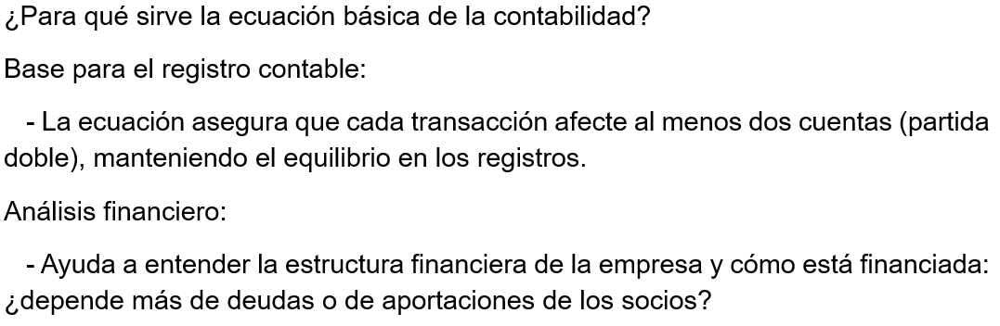 ¿Para qué sirve la ecuación básica de la contabilidad?
Base para el registro contable:
- La ecuación asegura que cada transacción afecte al menos dos cuentas (partida
doble), manteniendo el equilibrio en los registros.
Análisis financiero:
- Ayuda a entender la estructura financiera de la empresa y cómo está financiada:
¿depende más de deudas o de aportaciones de los socios?